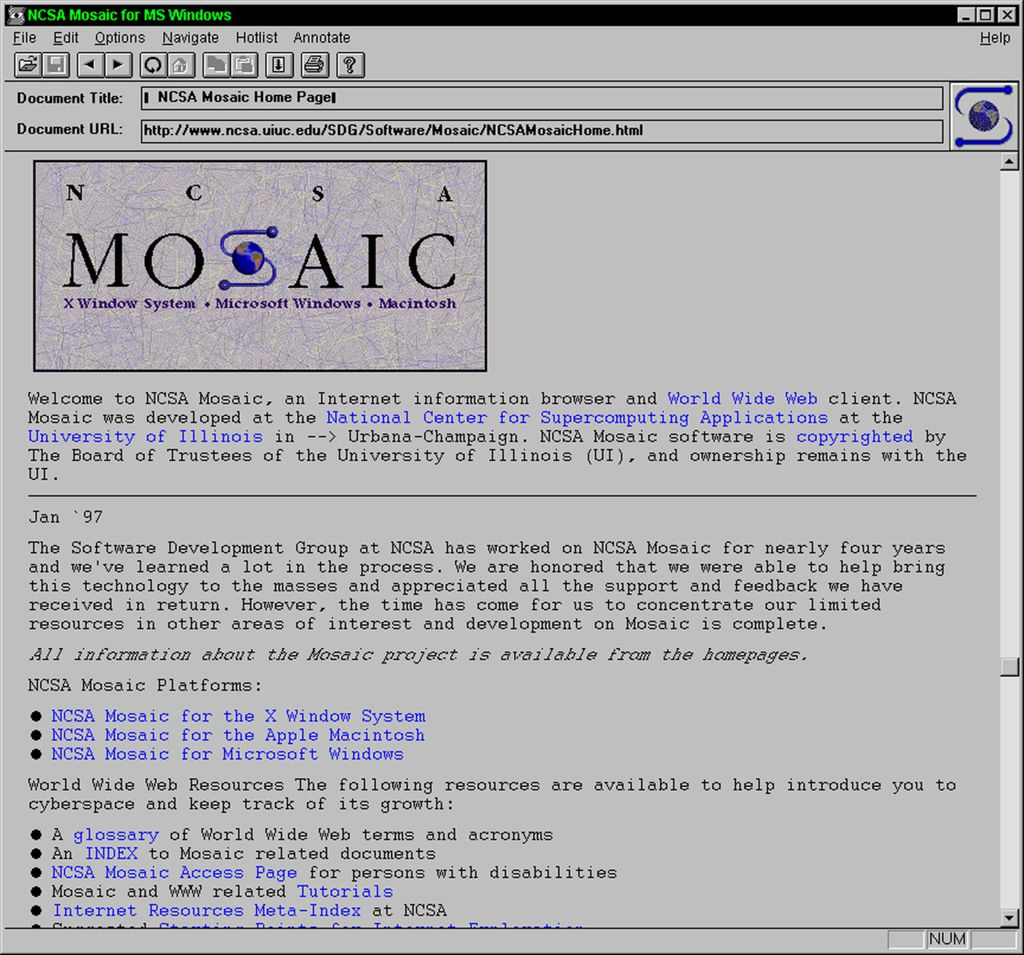 NCSA Mosaic for MS Windows
File Edit Options Navigate Hotlist Annotate Help
Document Title: NCSA Mosaic Home Page
Document URL: http://www.ncsa.uiuc.edu/SDG/Software/Mosaic/NCSAMosaicHome.html
N C S A
MOSAIC
X Window System • Microsoft Windows • Macintosh
Welcome to NCSA Mosaic, an Internet information browser and World Wide Web client. NCSA
Mosaic was developed at the National Center for Supercomputing Applications at the
University of Illinois in --> Urbana-Champaign. NCSA Mosaic software is copyrighted by
The Board of Trustees of the University of Illinois (UI), and ownership remains with the
UI.
Jan `97
The Software Development Group at NCSA has worked on NCSA Mosaic for nearly four years
and we've learned a lot in the process. We are honored that we were able to help bring
this technology to the masses and appreciated all the support and feedback we have
received in return. However, the time has come for us to concentrate our limited
resources in other areas of interest and development on Mosaic is complete.
All information about the Mosaic project is available from the homepages.
NCSA Mosaic Platforms:
● NCSA Mosaic for the X Window System
● NCSA Mosaic for the Apple Macintosh
● NCSA Mosaic for Microsoft Windows
World Wide Web Resources The following resources are available to help introduce you to
cyberspace and keep track of its growth:
● A glossary of World Wide Web terms and acronyms
● An INDEX to Mosaic related documents
● NCSA Mosaic Access Page for persons with disabilities
● Mosaic and WWW related Tutorials
● Internet Resources Meta-Index at NCSA
● Suggested Starting Points for Internet Exploration
NUM